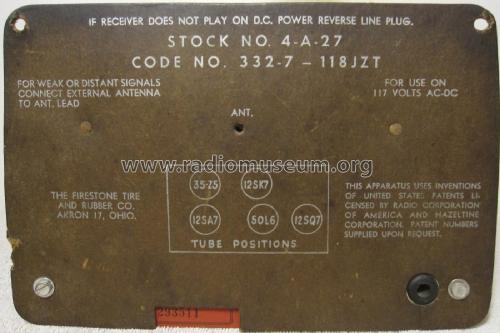 IF RECEIVER DOES NOT PLAY ON D.C. POWER REVERSE LINE PLUG.
STOCK NO. 4-A-27
CODE NO. 332-7 - 118JZT
FOR WEAK OR DISTANT SIGNALS
CONNECT EXTERNAL ANTENNA
TO ANT. LEAD
FOR USE ON
117 VOLTS AC-DC
ANT.
www.radiomuseum.org
THE FIRESTONE TIRE
AND RUBBER CO.
AKRON 17, OHIO.
35Z5
12SK7
12SA7
50L6
12SQ7
TUBE POSITIONS
THIS APPARATUS USES INVENTIONS
OF UNITED STATES PATENTS LI-
CENSED BY RADIO CORPORATION
OF AMERICA AND HAZELTINE
CORPORATION. PATENT NUMBERS
SUPPLIED UPON REQUEST.
293511